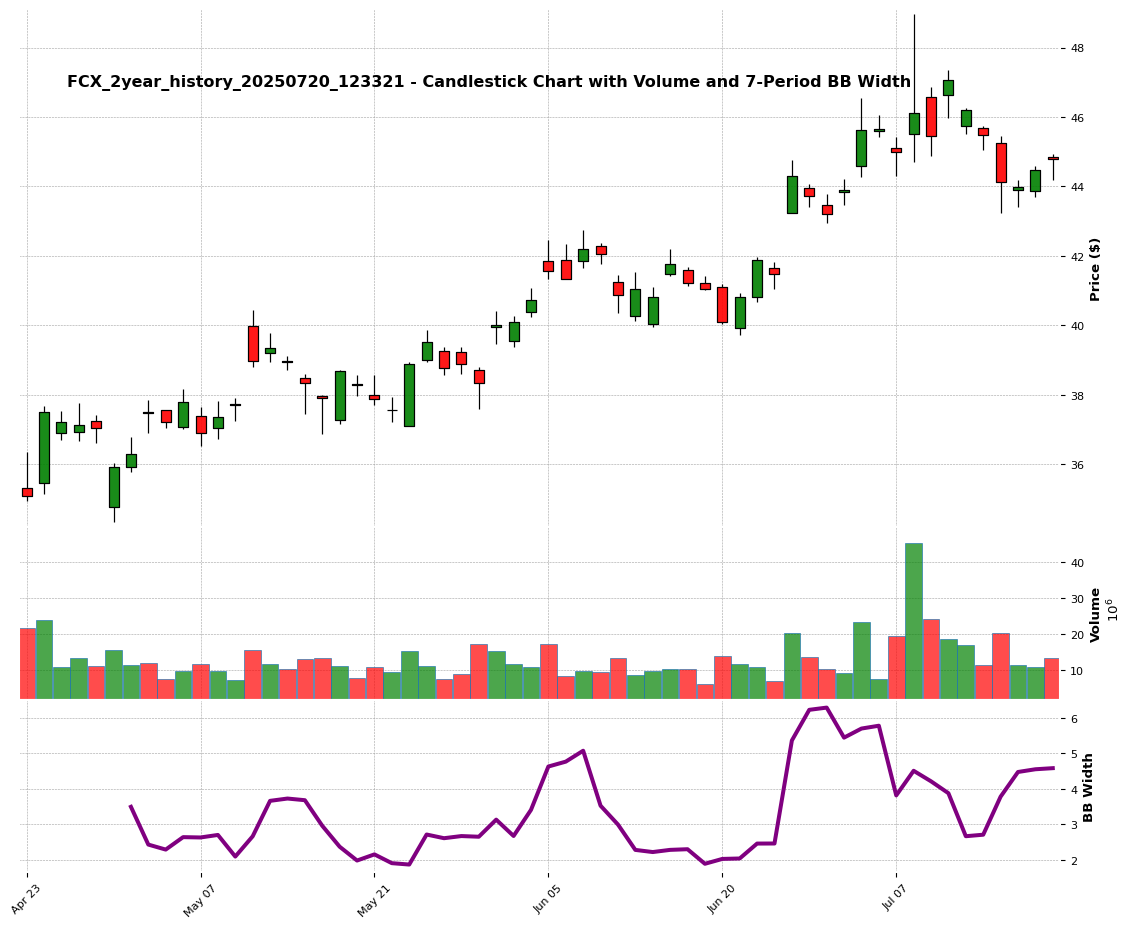 FCX_2year_history_20250720_123321 - Candlestick Chart with Volume and 7-Period BB Width
48
46
44
42
40
38
36
Price ($)
40
30
20
10
Volume
10^6
6
5
4
3
2
BB Width
Apr 23
May 07
May 21
Jun 05
Jun 20
Jul 07